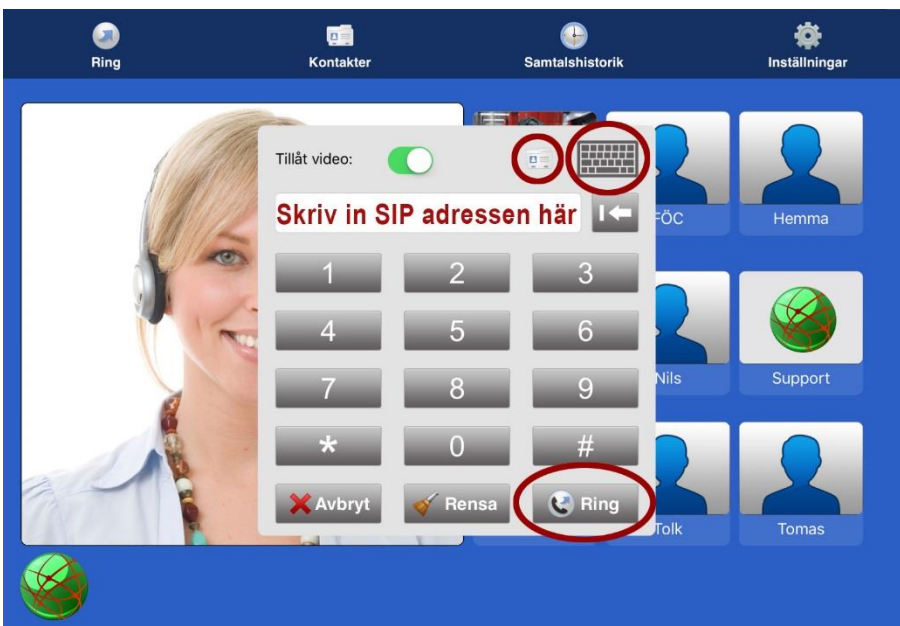 Ring
Kontakter
Samtalshistorik
Inställningar
Tillåt video:
Skriv in SIP adressen här
1 2 3
4 5 6
7 8 9
* 0 #
Avbryt Rensa Ring
FÖC
Hemma
Nils
Support
Tolk
Tomas